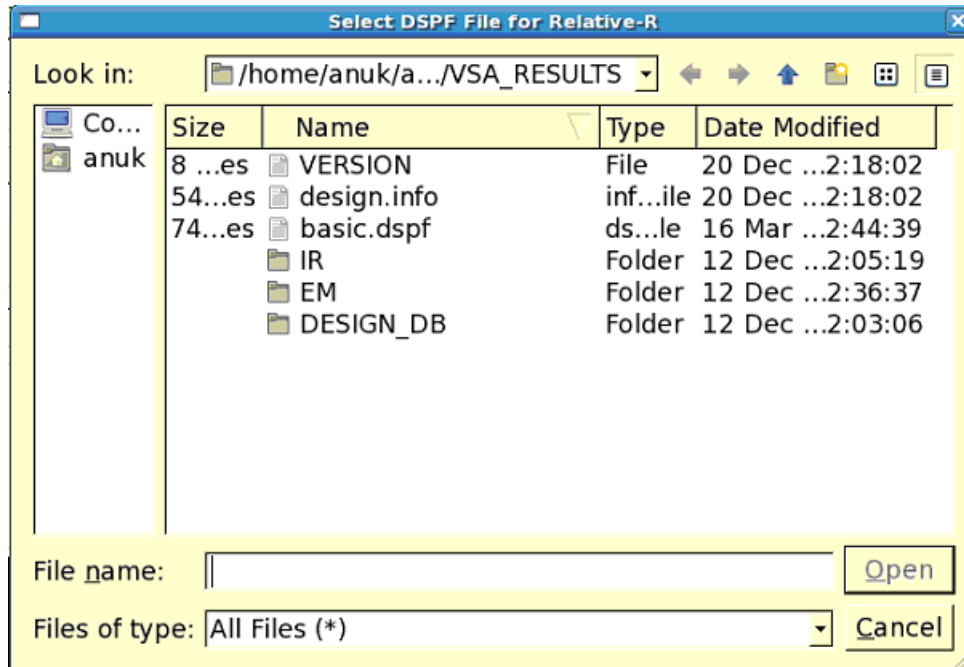 Select DSPF File for Relative-R
Look in: /home/anuk/a.../VSA_RESULTS
Co...
anuk
Size Name Type Date Modified
8 ...es VERSION File 20 Dec ...2:18:02
54...es design.info inf...ile 20 Dec ...2:18:02
74...es basic.dspf ds...le 16 Mar ...2:44:39
IR Folder 12 Dec ...2:05:19
EM Folder 12 Dec ...2:36:37
DESIGN_DB Folder 12 Dec ...2:03:06
File name: Open
Files of type: All Files (*) Cancel